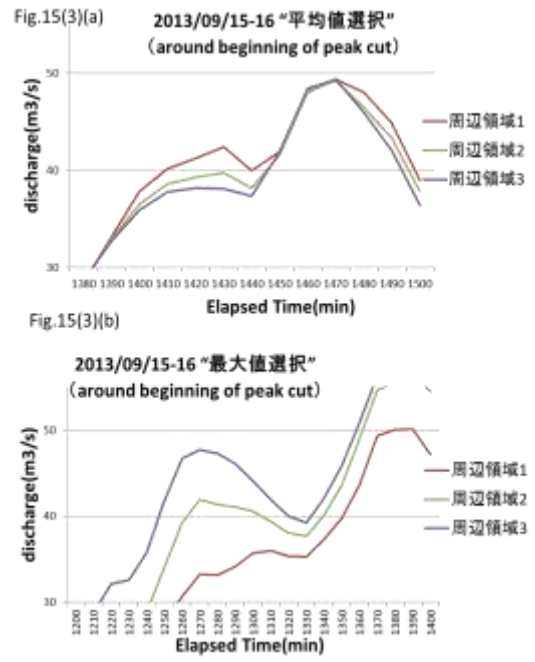 Fig.15(3)(a)
2013/09/15-16 “平均値選択”
（around beginning of peak cut）
50
40
30
discharge(m3/s)
周辺領域1
周辺領域2
周辺領域3
1380 1390 1400 1410 1420 1430 1440 1450 1460 1470 1480 1490 1500
Elapsed Time(min)
Fig.15(3)(b)
2013/09/15-16 “最大値選択”
（around beginning of peak cut）
50
40
30
discharge(m3/s)
周辺領域1
周辺領域2
周辺領域3
1200 1210 1220 1230 1240 1250 1260 1270 1280 1290 1300 1310 1320 1330 1340 1350 1360 1370 1380 1390 1400
Elapsed Time(min)